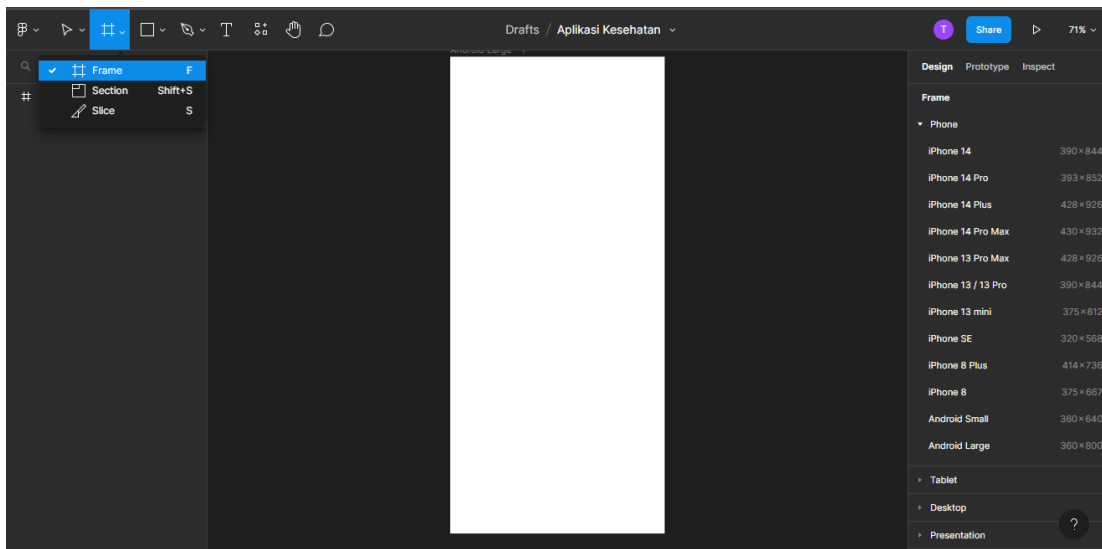 Drafts / Aplikasi Kesehatan
T
Share
71%
Frame F
Section Shift+S
Slice S
Android Large - 1
Design Prototype Inspect
Frame
Phone
iPhone 14 390×844
iPhone 14 Pro 393×852
iPhone 14 Plus 428×926
iPhone 14 Pro Max 430×932
iPhone 13 Pro Max 428×926
iPhone 13 / 13 Pro 390×844
iPhone 13 mini 375×812
iPhone SE 320×568
iPhone 8 Plus 414×736
iPhone 8 375×667
Android Small 360×640
Android Large 360×800
Tablet
Desktop
Presentation
?